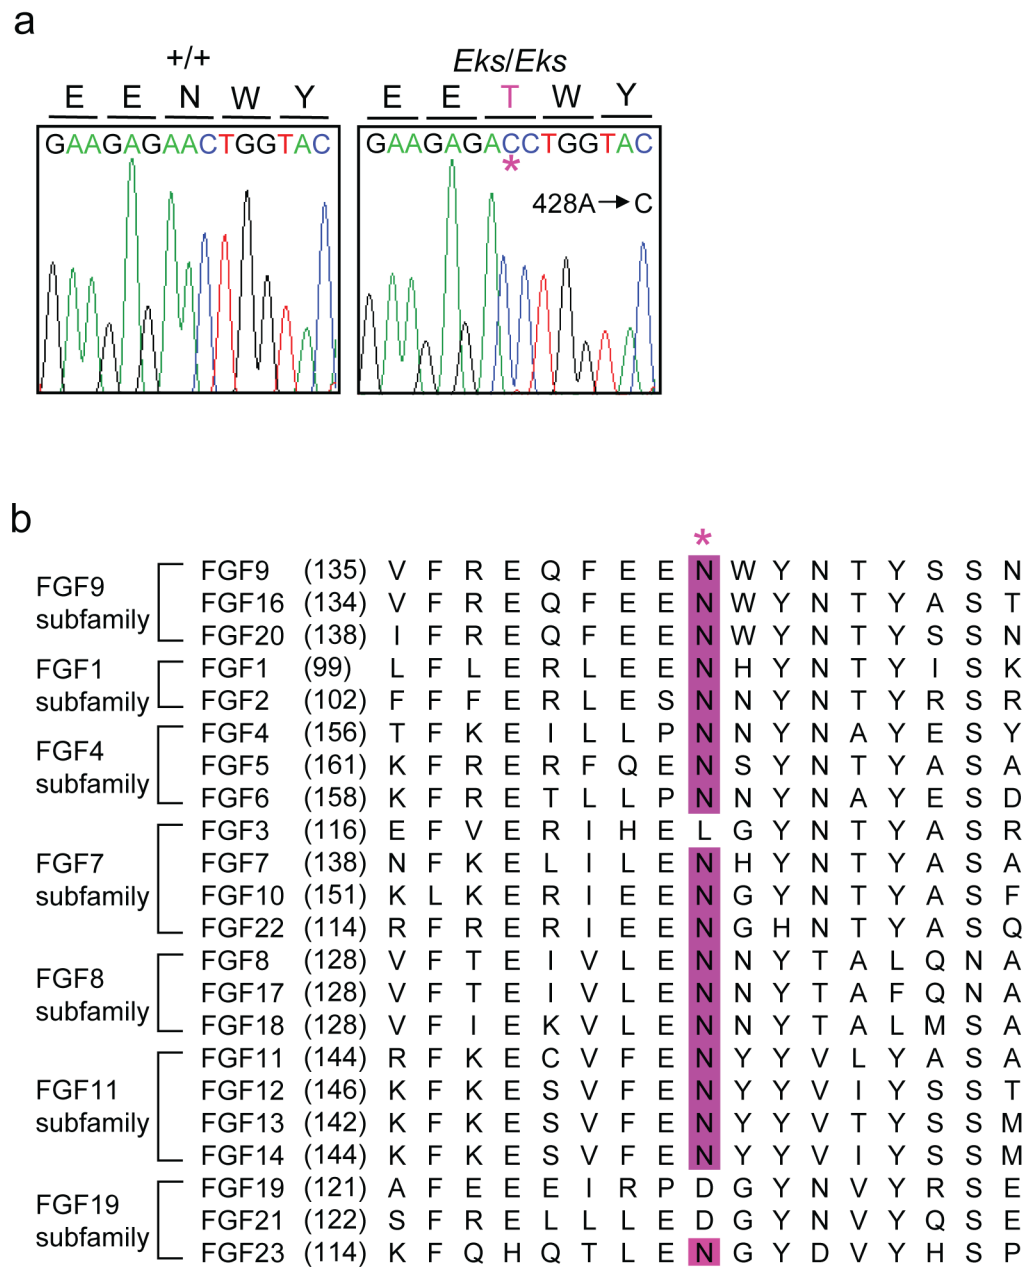 a
+/+ Eks/Eks
E E N W Y E E T W Y
GAAGAGAACTGGTAC GAAGAGACCTGGTAC
*
428A→C
b
*
FGF9 subfamily
FGF9 (135) V F R E Q F E E N W Y N T Y S S N
FGF16 (134) V F R E Q F E E N W Y N T Y A S T
FGF20 (138) I F R E Q F E E N W Y N T Y S S N
FGF1 subfamily
FGF1 (99) L F L E R L E E N H Y N T Y I S K
FGF2 (102) F F F E R L E S N N Y N T Y R S R
FGF4 subfamily
FGF4 (156) T F K E I L L P N N Y N A Y E S Y
FGF5 (161) K F R E R F Q E N S Y N T Y A S A
FGF6 (158) K F R E T L L P N N Y N A Y E S D
FGF7 subfamily
FGF3 (116) E F V E R I H E L G Y N T Y A S R
FGF7 (138) N F K E L I L E N H Y N T Y A S A
FGF10 (151) K L K E R I E E N G Y N T Y A S F
FGF22 (114) R F R E R I E E N G H N T Y A S Q
FGF8 subfamily
FGF8 (128) V F T E I V L E N N Y T A L Q N A
FGF17 (128) V F T E I V L E N N Y T A F Q N A
FGF18 (128) V F I E K V L E N N Y T A L M S A
FGF11 subfamily
FGF11 (144) R F K E C V F E N Y Y V L Y A S A
FGF12 (146) K F K E S V F E N Y Y V I Y S S T
FGF13 (142) K F K E S V F E N Y Y V T Y S S M
FGF14 (144) K F K E S V F E N Y Y V I Y S S M
FGF19 subfamily
FGF19 (121) A F E E E I R P D G Y N V Y R S E
FGF21 (122) S F R E L L L E D G Y N V Y Q S E
FGF23 (114) K F Q H Q T L E N G Y D V Y H S P